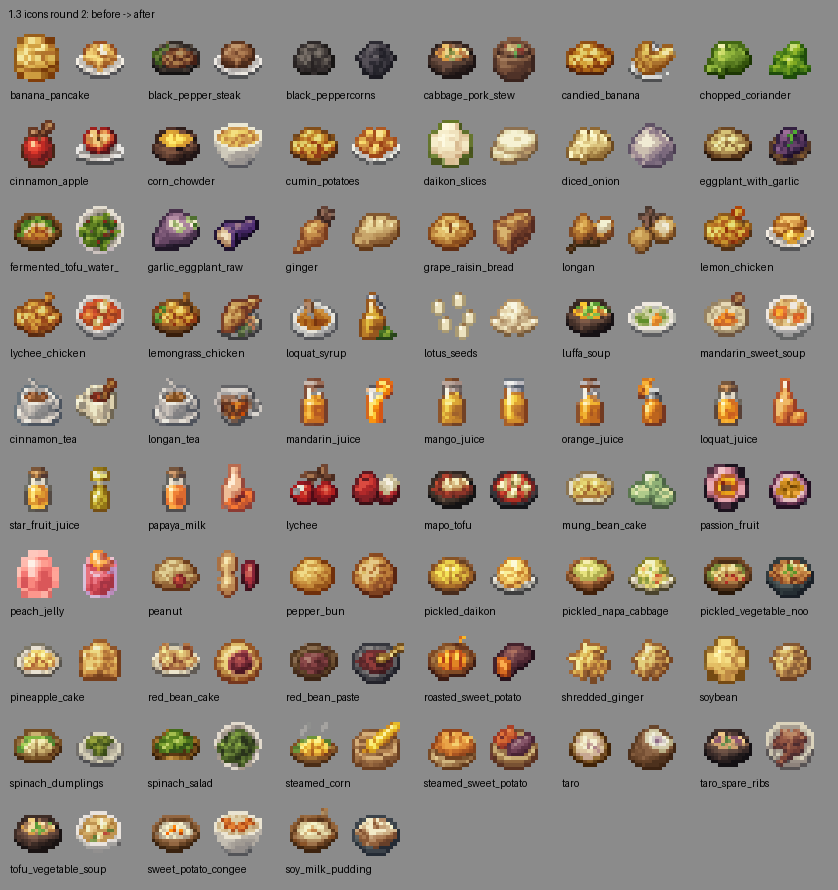 1.3 icons round 2: before -> after
banana_pancake black_pepper_steak black_peppercorns cabbage_pork_stew candied_banana chopped_coriander
cinnamon_apple corn_chowder cumin_potatoes daikon_slices diced_onion eggplant_with_garlic
fermented_tofu_water_ garlic_eggplant_raw ginger grape_raisin_bread longan lemon_chicken
lychee_chicken lemongrass_chicken loquat_syrup lotus_seeds luffa_soup mandarin_sweet_soup
cinnamon_tea longan_tea mandarin_juice mango_juice orange_juice loquat_juice
star_fruit_juice papaya_milk lychee mapo_tofu mung_bean_cake passion_fruit
peach_jelly peanut pepper_bun pickled_daikon pickled_napa_cabbage pickled_vegetable_noo
pineapple_cake red_bean_cake red_bean_paste roasted_sweet_potato shredded_ginger soybean
spinach_dumplings spinach_salad steamed_corn steamed_sweet_potato taro taro_spare_ribs
tofu_vegetable_soup sweet_potato_congee soy_milk_pudding